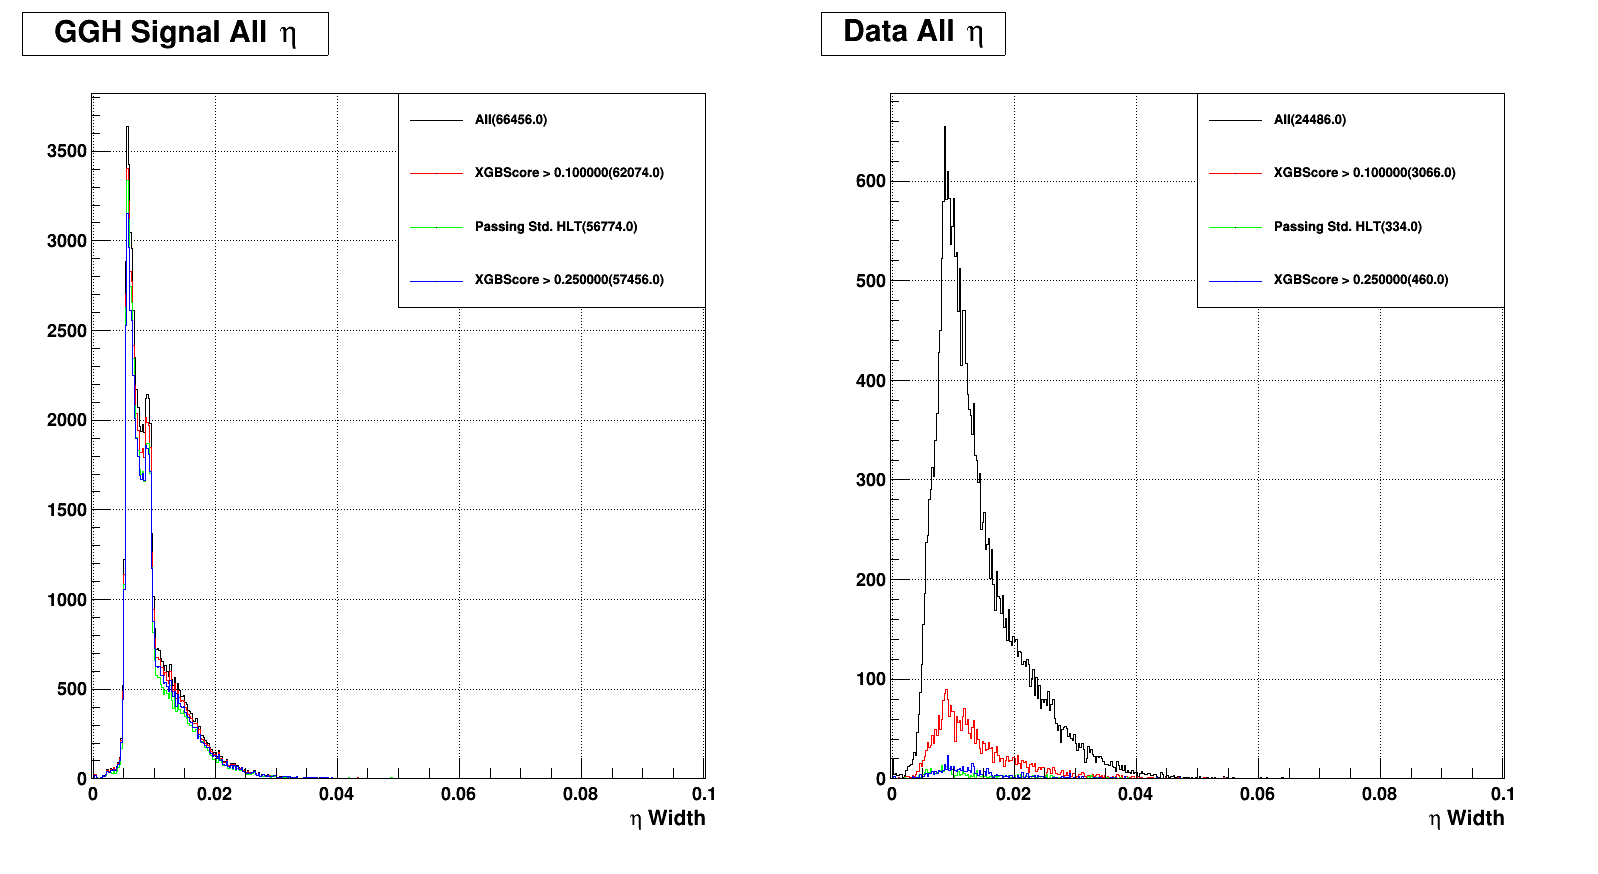 GGH Signal All η
All(66456.0)
XGBScore > 0.100000(62074.0)
Passing Std. HLT(56774.0)
XGBScore > 0.250000(57456.0)
3500
3000
2500
2000
1500
1000
500
0
0 0.02 0.04 0.06 0.08 0.1
η Width
Data All η
All(24486.0)
XGBScore > 0.100000(3066.0)
Passing Std. HLT(334.0)
XGBScore > 0.250000(460.0)
600
500
400
300
200
100
0
0 0.02 0.04 0.06 0.08 0.1
η Width